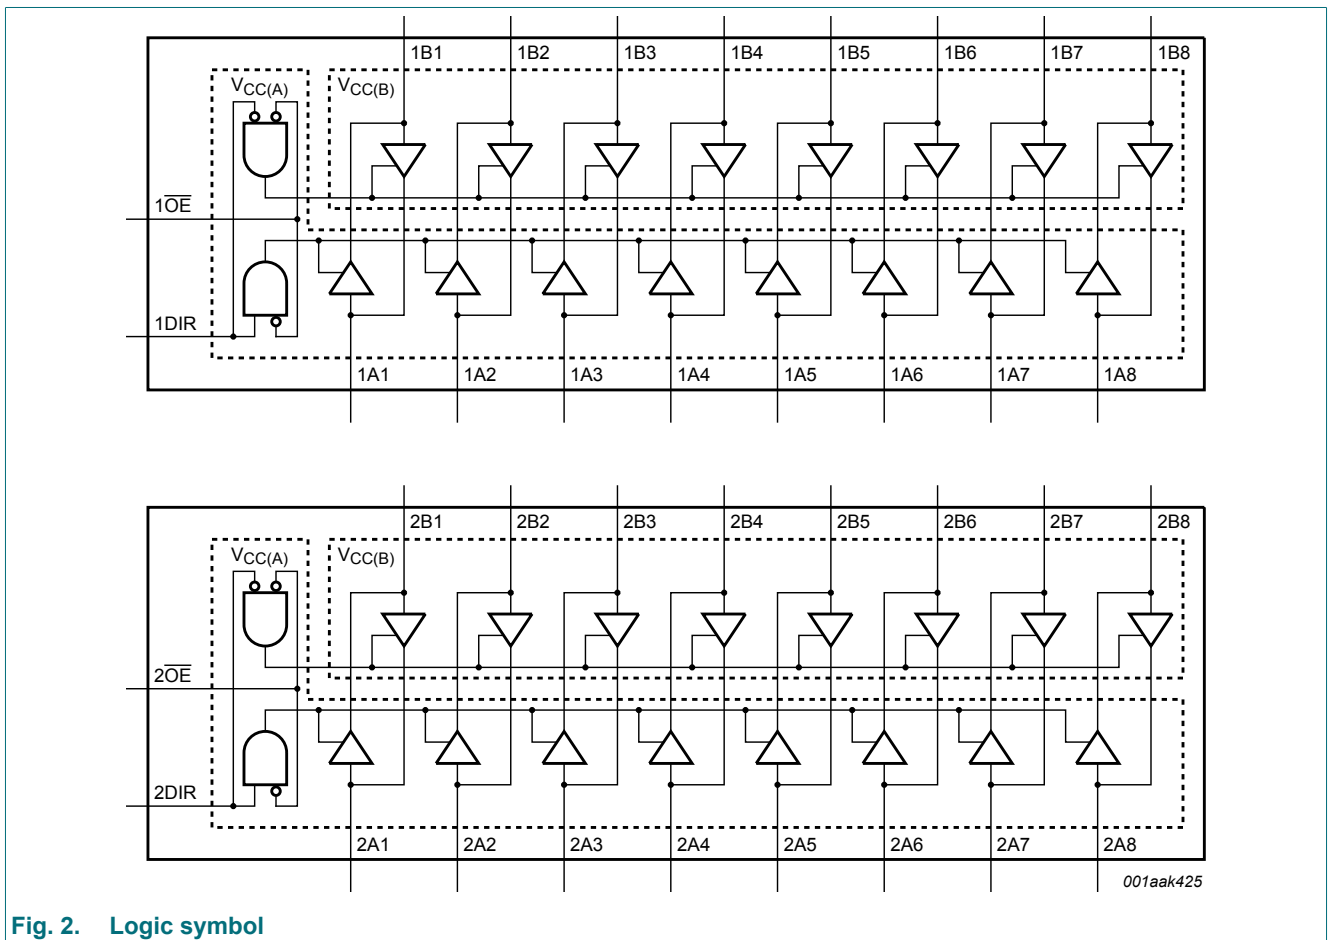 1B1 1B2 1B3 1B4 1B5 1B6 1B7 1B8
VCC(A) VCC(B)
1O̅E̅
1DIR
1A1 1A2 1A3 1A4 1A5 1A6 1A7 1A8
2B1 2B2 2B3 2B4 2B5 2B6 2B7 2B8
VCC(A) VCC(B)
2O̅E̅
2DIR
2A1 2A2 2A3 2A4 2A5 2A6 2A7 2A8
001aak425
Fig. 2. Logic symbol